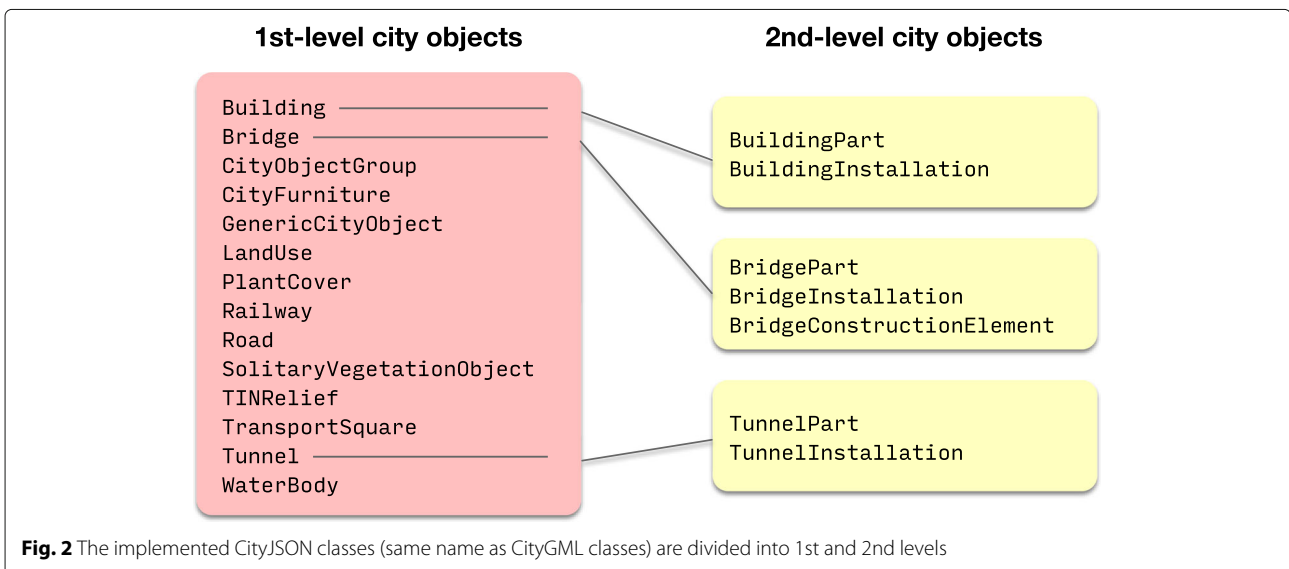 1st-level city objects
2nd-level city objects
Building
Bridge
CityObjectGroup
CityFurniture
GenericCityObject
LandUse
PlantCover
Railway
Road
SolitaryVegetationObject
TINRelief
TransportSquare
Tunnel
WaterBody
BuildingPart
BuildingInstallation
BridgePart
BridgeInstallation
BridgeConstructionElement
TunnelPart
TunnelInstallation
Fig. 2 The implemented CityJSON classes (same name as CityGML classes) are divided into 1st and 2nd levels